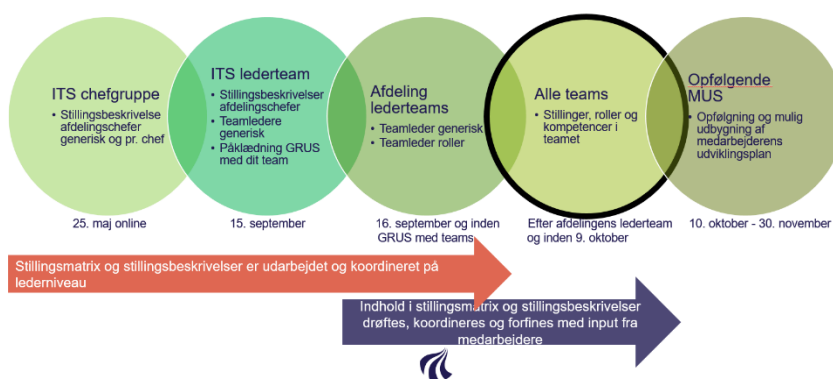 ITS chefgruppe
• Stillingsbeskrivelse
afdelingschefer
generisk og pr. chef
ITS lederteam
• Stillingsbeskrivelser
afdelingschefer
• Teamledere
generisk
• Påklædning GRUS
med dit team
Afdeling
lederteams
• Teamleder generisk
• Teamleder roller
Alle teams
• Stillinger, roller og
kompetencer i
teamet
Opfølgende
MUS
• Opfølgning og mulig
udbygning af
medarbejderens
udviklingsplan
25. maj online
15. september
16. september og inden
GRUS med teams
Efter afdelingens lederteam
og inden 9. oktober
10. oktober - 30. november
Stillingsmatrix og stillingsbeskrivelser er udarbejdet og koordineret på
lederniveau
Indhold i stillingsmatrix og stillingsbeskrivelser
drøftes, koordineres og forfines med input fra
medarbejdere